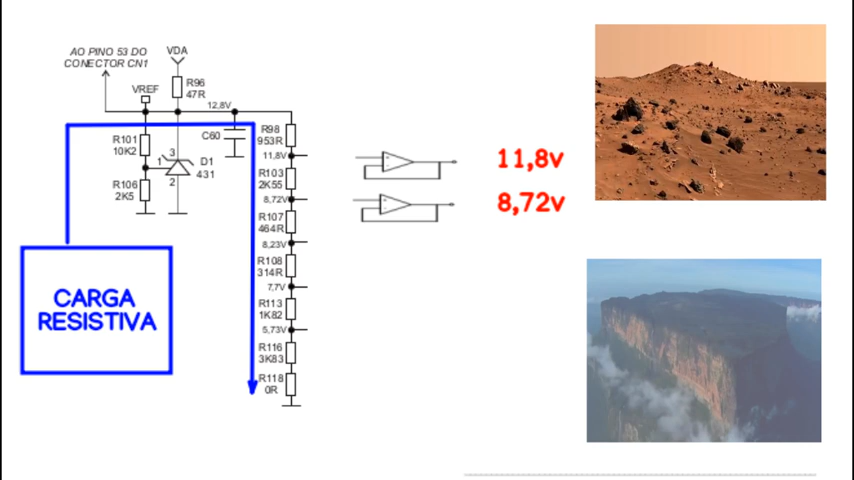 AO PINO 53 DO
CONECTOR CN1
VDA
VREF
R96
47R
12,8V
R101
10K2
C60
R98
953R
11,8V
3
1
D1
431
2
R106
2K5
R103
2K55
8,72V
R107
464R
8,23V
R108
314R
7,7V
R113
1K82
5,73V
R116
3K83
R118
0R
CARGA
RESISTIVA
11,8v
8,72v